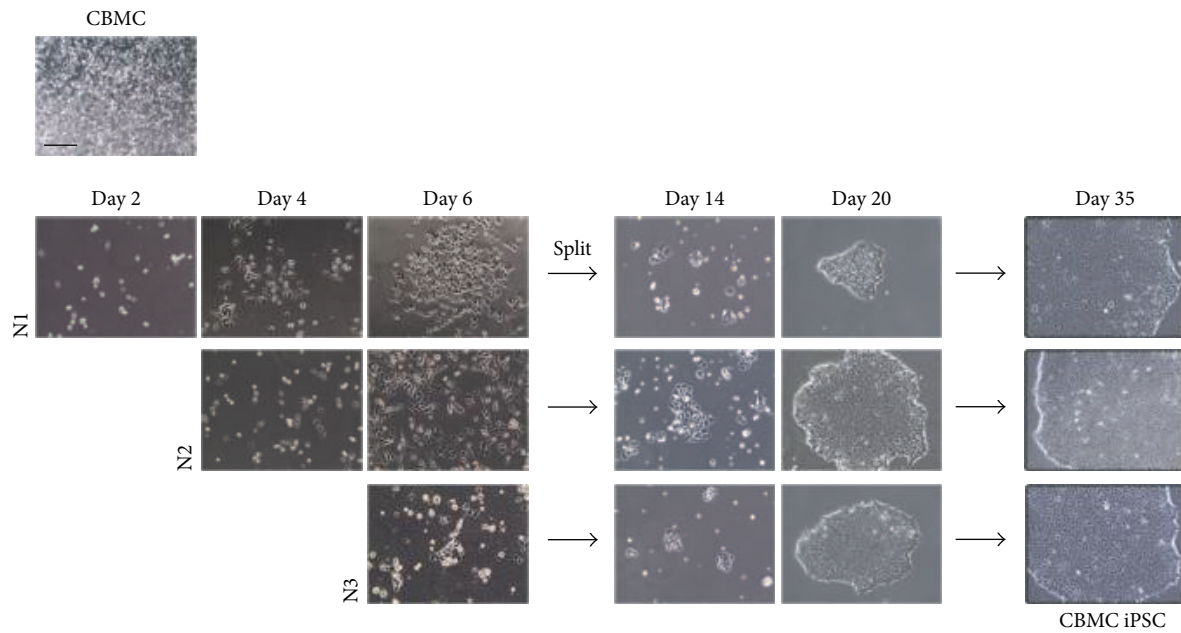 CBMC
Day 2
Day 4
Day 6
Day 14
Day 20
Day 35
Split
N1
N2
N3
CBMC iPSC